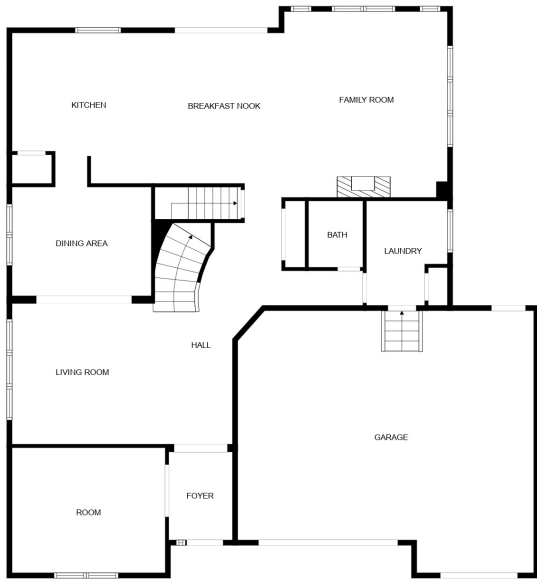 FAMILY ROOM
KITCHEN
BREAKFAST NOOK
BATH
DINING AREA
LAUNDRY
HALL
LIVING ROOM
GARAGE
FOYER
ROOM